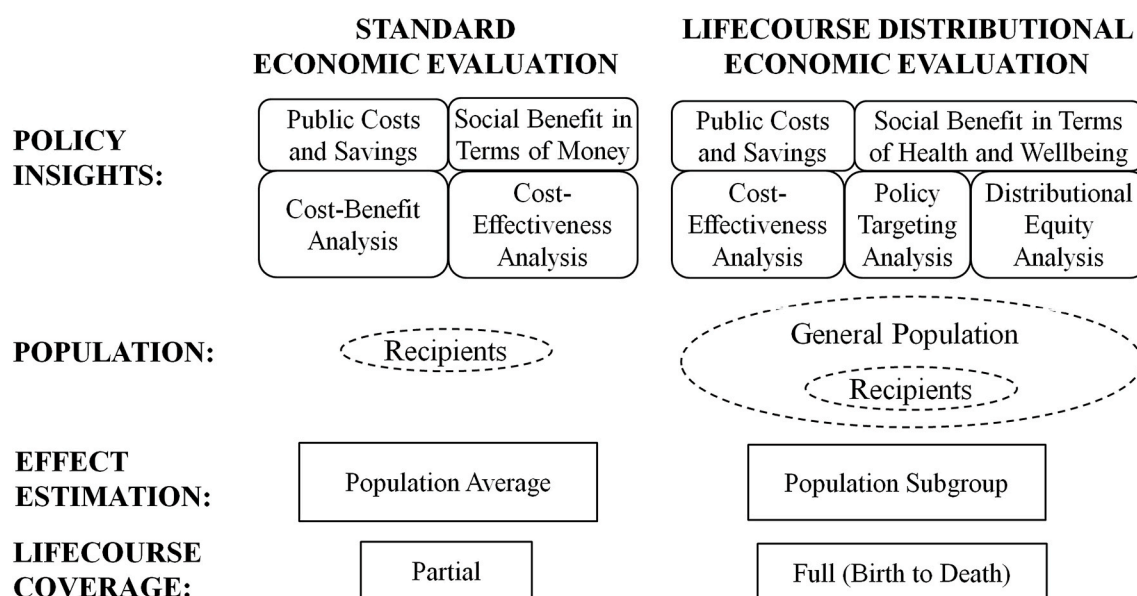 STANDARD
ECONOMIC EVALUATION
LIFECOURSE DISTRIBUTIONAL
ECONOMIC EVALUATION
POLICY
INSIGHTS:
Public Costs
and Savings
Social Benefit in
Terms of Money
Cost-Benefit
Analysis
Cost-
Effectiveness
Analysis
Public Costs
and Savings
Social Benefit in Terms
of Health and Wellbeing
Cost-
Effectiveness
Analysis
Policy
Targeting
Analysis
Distributional
Equity
Analysis
POPULATION:
Recipients
General Population
Recipients
EFFECT
ESTIMATION:
Population Average
Population Subgroup
LIFECOURSE
COVERAGE:
Partial
Full (Birth to Death)